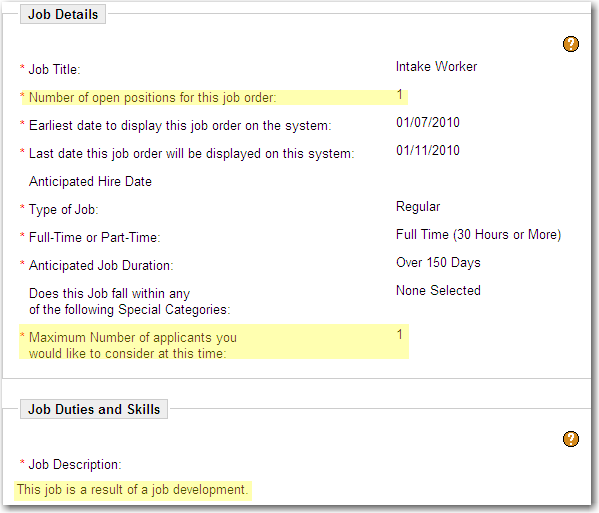 Job Details
?
* Job Title: Intake Worker
* Number of open positions for this job order: 1
* Earliest date to display this job order on the system: 01/07/2010
* Last date this job order will be displayed on this system: 01/11/2010
Anticipated Hire Date
* Type of Job: Regular
* Full-Time or Part-Time: Full Time (30 Hours or More)
* Anticipated Job Duration: Over 150 Days
Does this Job fall within any None Selected
of the following Special Categories:
* Maximum Number of applicants you 1
would like to consider at this time:
Job Duties and Skills
?
* Job Description:
This job is a result of a job development.